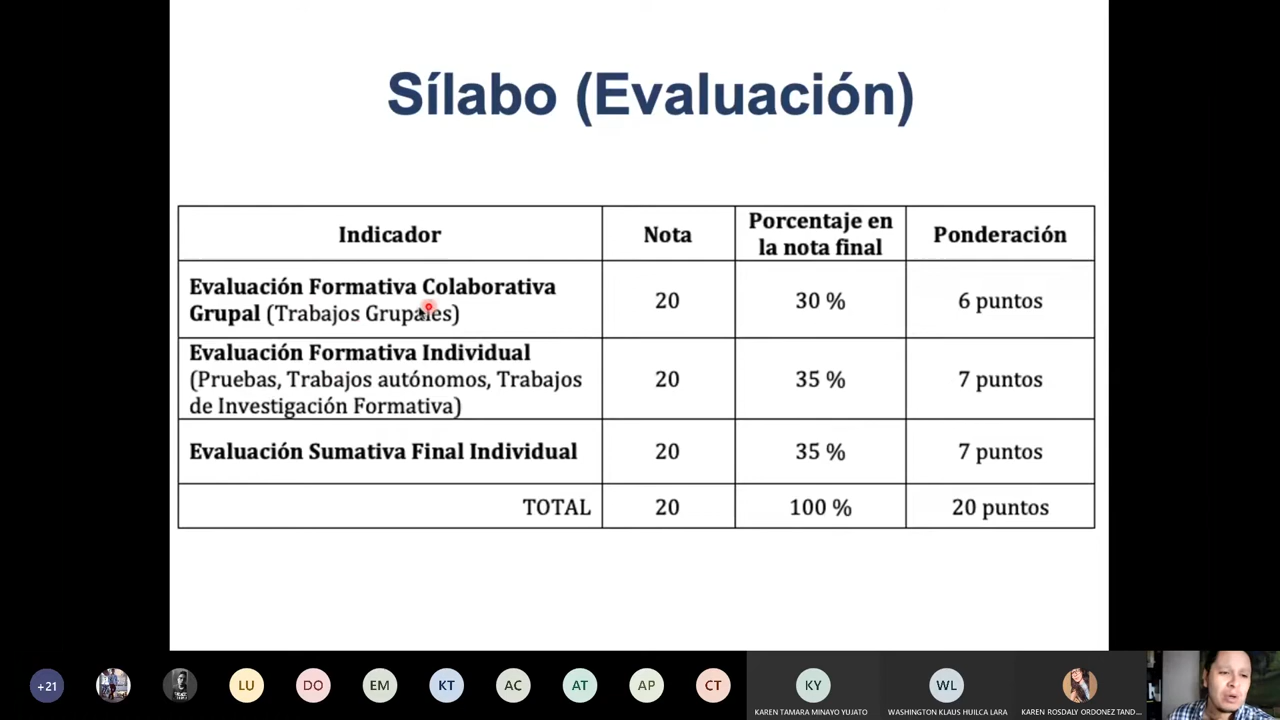 Sílabo (Evaluación)
Indicador
Nota
Porcentaje en
la nota final
Ponderación
Evaluación Formativa Colaborativa
Grupal (Trabajos Grupales)
20
30 %
6 puntos
Evaluación Formativa Individual
(Pruebas, Trabajos autónomos, Trabajos
de Investigación Formativa)
20
35 %
7 puntos
Evaluación Sumativa Final Individual
20
35 %
7 puntos
TOTAL
20
100 %
20 puntos
+21
LU
DO
EM
KT
AC
AT
AP
CT
KY
WL
KAREN TAMARA MINAYO YUJATO
WASHINGTON KLAUS HUILCA LARA
KAREN ROSDALY ORDONEZ TAND...